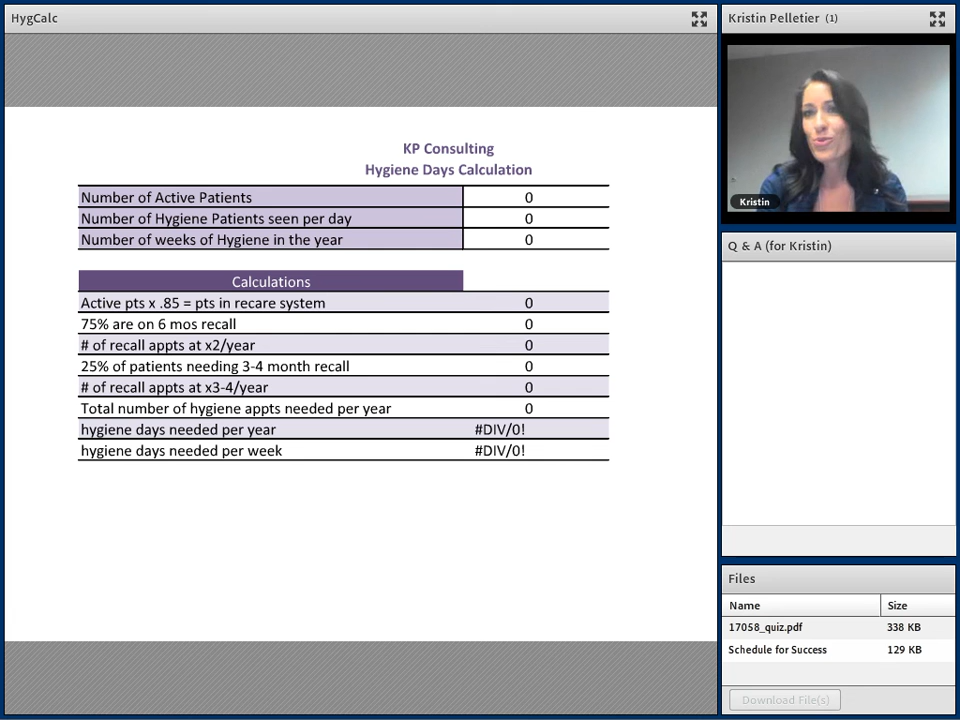 HygCalc
KP Consulting
Hygiene Days Calculation
Number of Active Patients 0
Number of Hygiene Patients seen per day 0
Number of weeks of Hygiene in the year 0
Calculations
Active pts x .85 = pts in recare system 0
75% are on 6 mos recall 0
# of recall appts at x2/year 0
25% of patients needing 3-4 month recall 0
# of recall appts at x3-4/year 0
Total number of hygiene appts needed per year 0
hygiene days needed per year #DIV/0!
hygiene days needed per week #DIV/0!
Kristin Pelletier (1)
Kristin
Q & A (for Kristin)
Files
Name Size
17058_quiz.pdf 338 KB
Schedule for Success 129 KB
Download File(s)